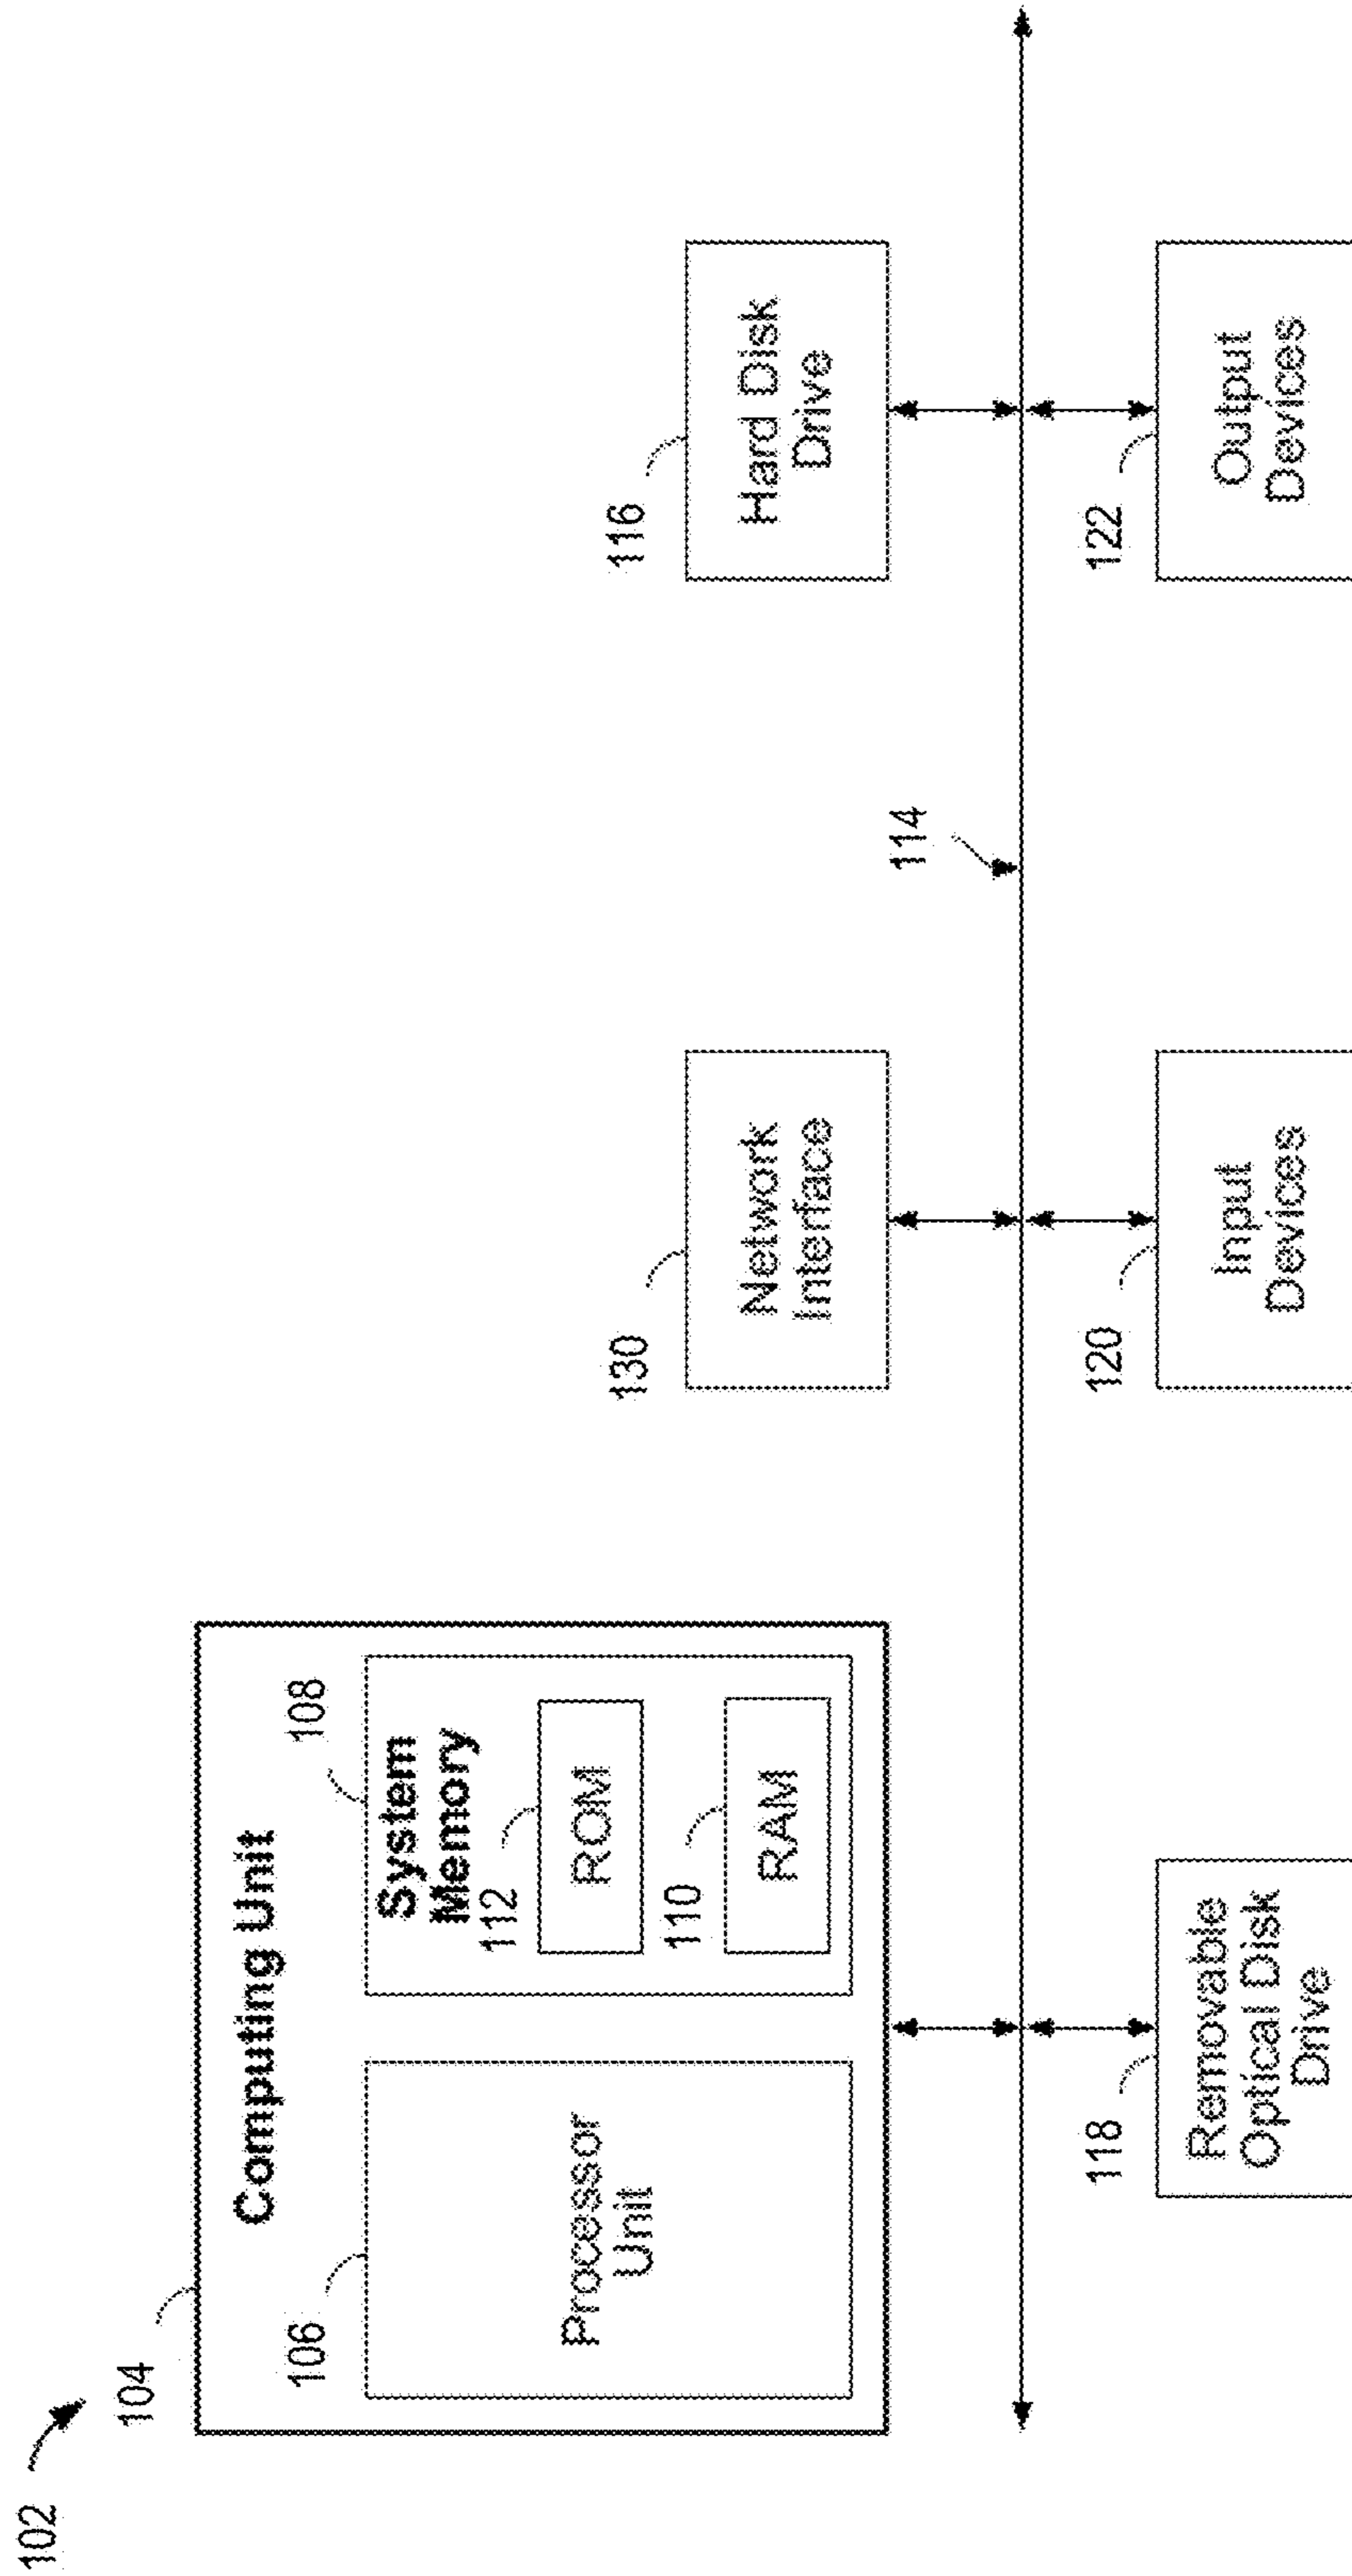 102
104
Computing Unit
106
Processor
Unit
108
System
Memory
112
ROM
110
RAM
130
Network
Interface
116
Hard Disk
Drive
114
118
Removable
Optical Disk
Drive
120
Input
Devices
122
Output
Devices